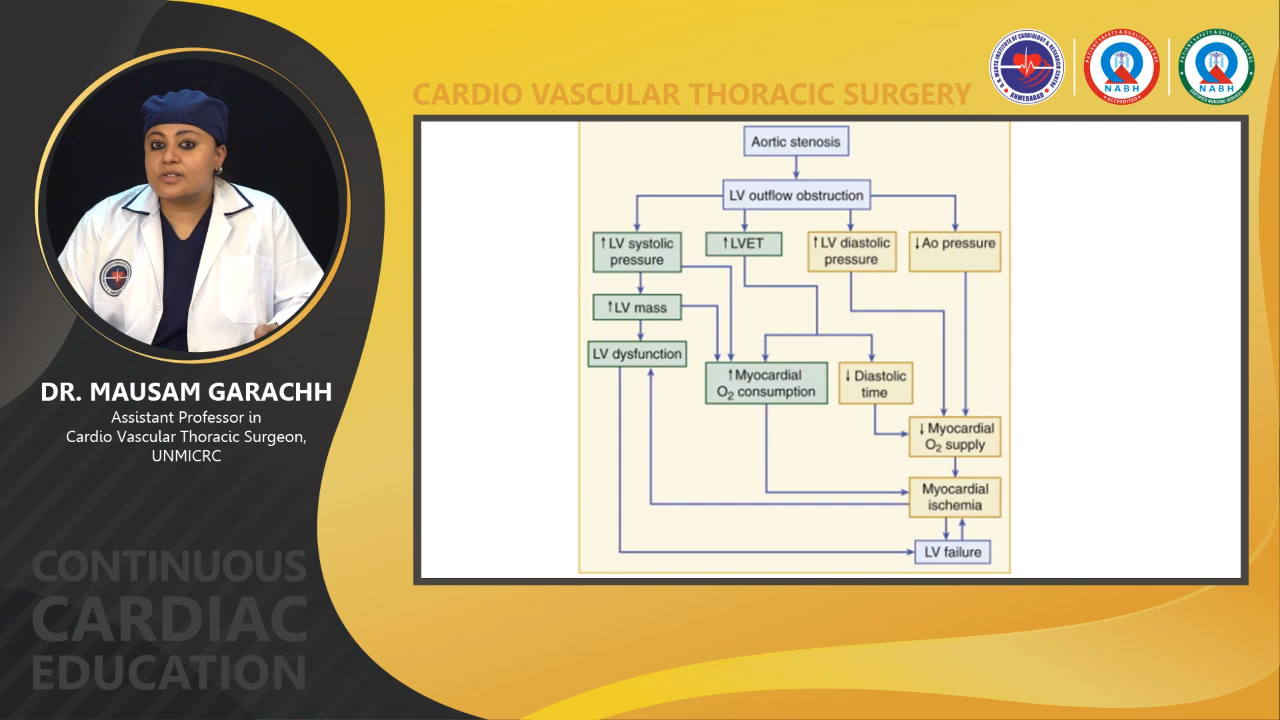 CARDIO VASCULAR THORACIC SURGERY
NABH
NABH
Aortic stenosis
LV outflow obstruction
↑LV systolic
pressure
↑LVET
↑LV diastolic
pressure
↓Ao pressure
↑LV mass
LV dysfunction
↑Myocardial
O₂ consumption
↓Diastolic
time
↓Myocardial
O₂ supply
Myocardial
ischemia
LV failure
DR. MAUSAM GARACHH
Assistant Professor in
Cardio Vascular Thoracic Surgeon,
UNMICRC
CONTINUOUS
CARDIAC
EDUCATION